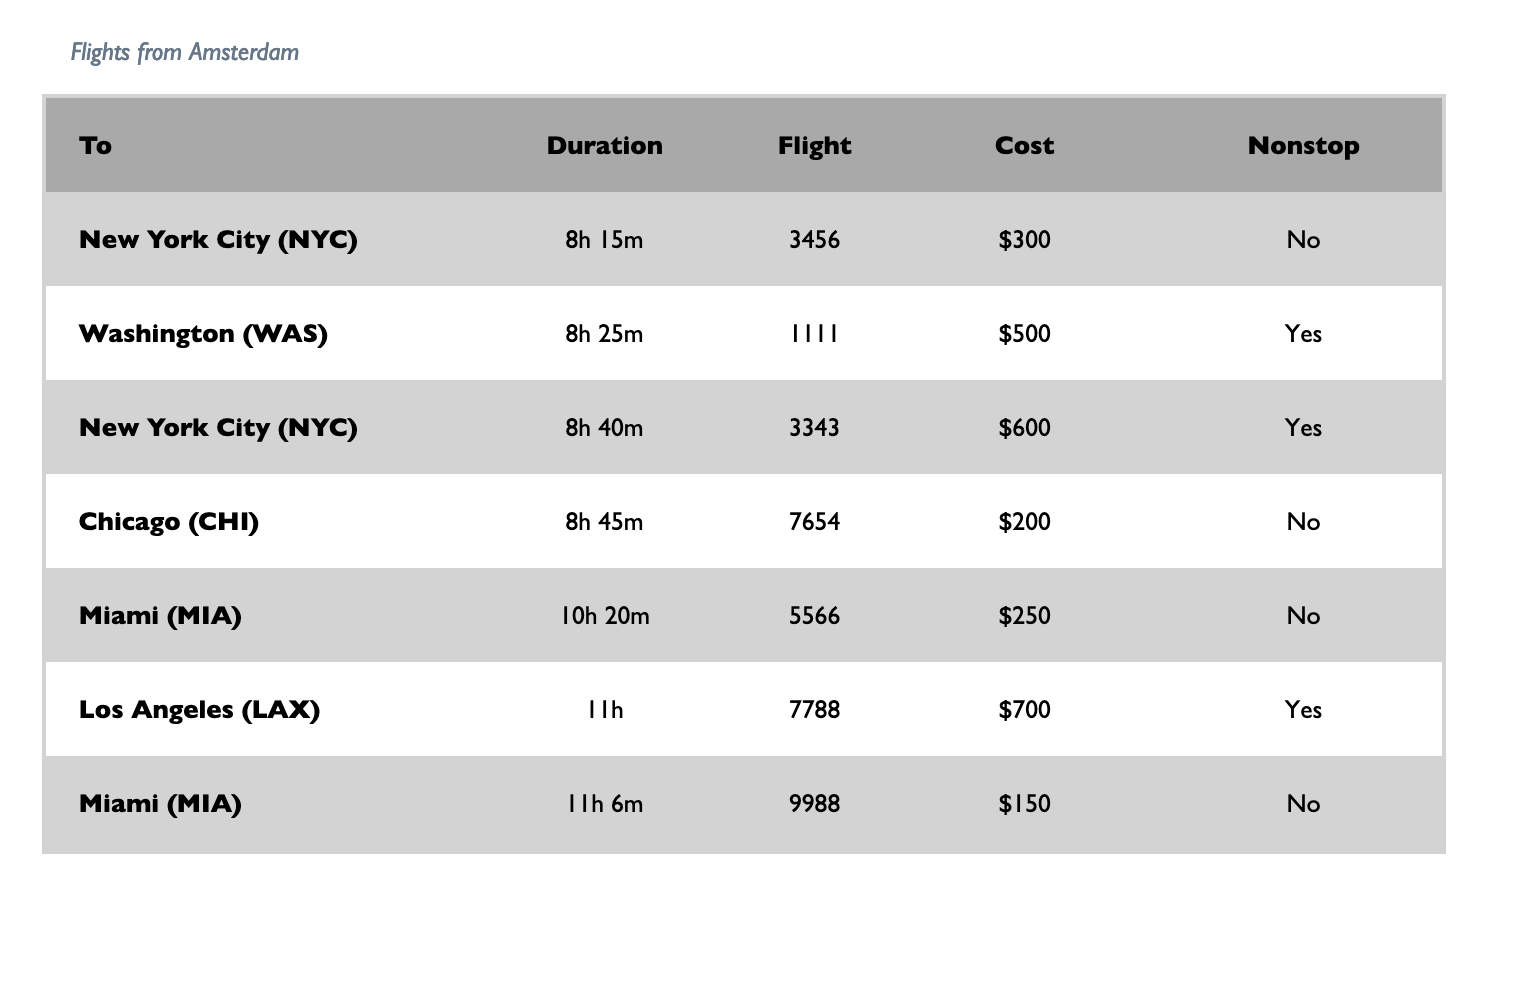 Flights from Amsterdam
To Duration Flight Cost Nonstop
New York City (NYC) 8h 15m 3456 $300 No
Washington (WAS) 8h 25m 1111 $500 Yes
New York City (NYC) 8h 40m 3343 $600 Yes
Chicago (CHI) 8h 45m 7654 $200 No
Miami (MIA) 10h 20m 5566 $250 No
Los Angeles (LAX) 11h 7788 $700 Yes
Miami (MIA) 11h 6m 9988 $150 No